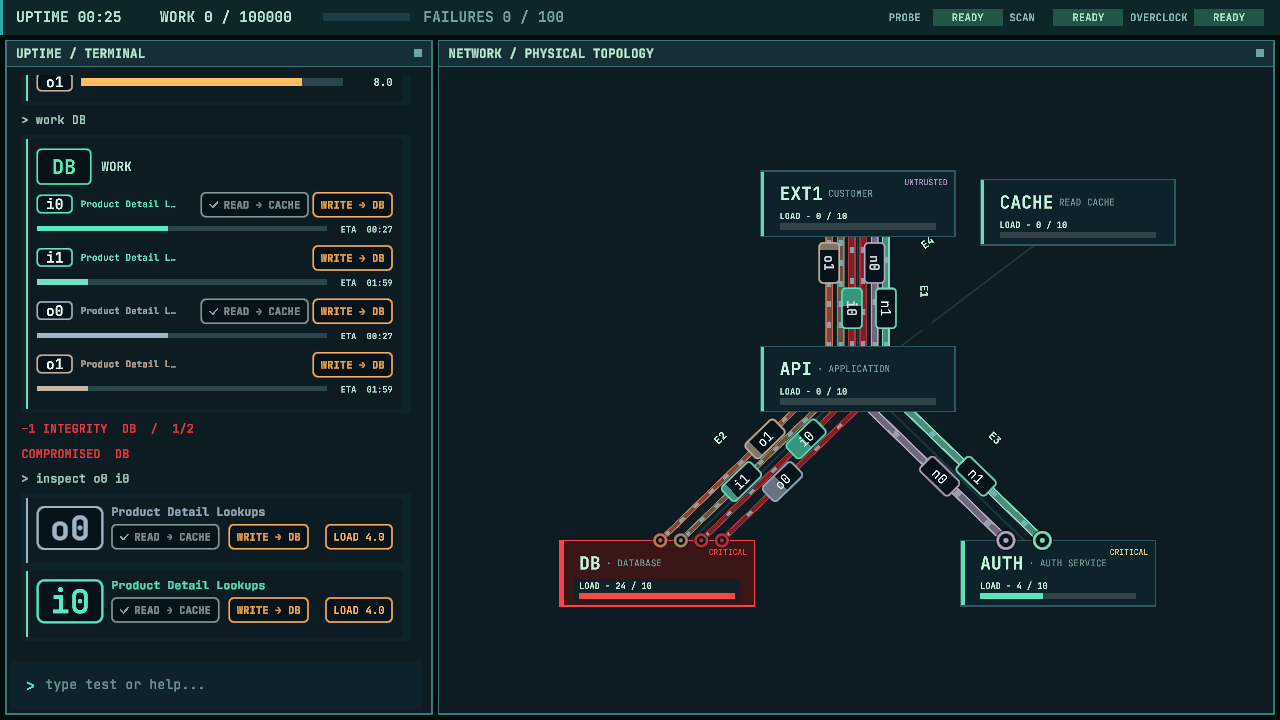 UPTIME 00:25 WORK 0 / 100000 FAILURES 0 / 100 PROBE READY SCAN READY OVERCLOCK READY
UPTIME / TERMINAL
o1 8.0
> work DB
DB WORK
i0 Product Detail L… ✓ READ → CACHE WRITE → DB
ETA 00:27
i1 Product Detail L… WRITE → DB
ETA 01:59
o0 Product Detail L… ✓ READ → CACHE WRITE → DB
ETA 00:27
o1 Product Detail L… WRITE → DB
ETA 01:59
−1 INTEGRITY DB / 1/2
COMPROMISED DB
> inspect o0 i0
o0 Product Detail Lookups
✓ READ → CACHE WRITE → DB LOAD 4.0
i0 Product Detail Lookups
✓ READ → CACHE WRITE → DB LOAD 4.0
> type test or help...
NETWORK / PHYSICAL TOPOLOGY
UNTRUSTED
EXT1 CUSTOMER
LOAD - 0 / 10
CACHE READ CACHE
LOAD - 0 / 10
E4
o1 n0
E1
i0 n1
API · APPLICATION
LOAD - 0 / 10
E2 o1 i0 E3
i1 o0 n0 n1
CRITICAL
DB · DATABASE
LOAD - 24 / 10
CRITICAL
AUTH · AUTH SERVICE
LOAD - 4 / 10